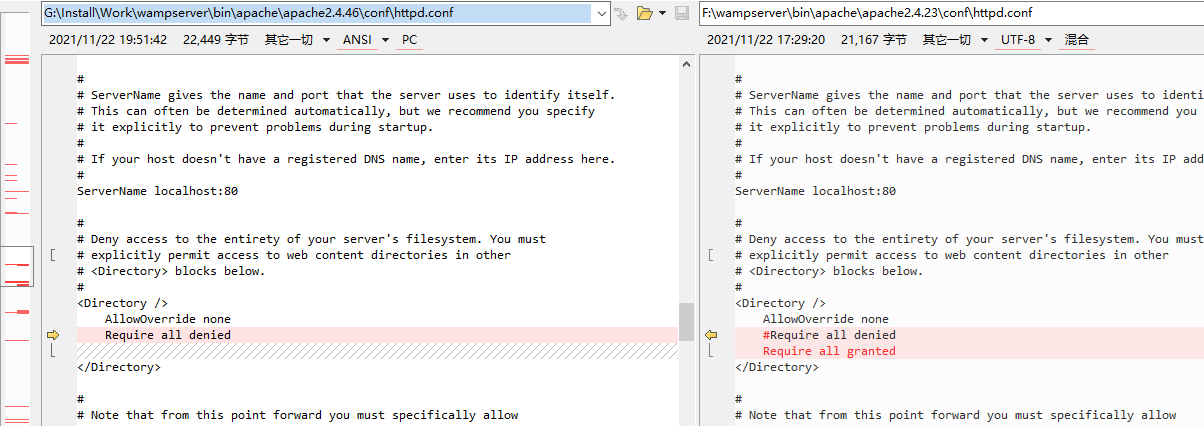 G:\Install\Work\wampserver\bin\apache\apache2.4.46\conf\httpd.conf
2021/11/22 19:51:42 22,449 字节 其它一切 ANSI PC
#
# ServerName gives the name and port that the server uses to identify itself.
# This can often be determined automatically, but we recommend you specify
# it explicitly to prevent problems during startup.
#
# If your host doesn't have a registered DNS name, enter its IP address here.
#
ServerName localhost:80
#
# Deny access to the entirety of your server's filesystem. You must
# explicitly permit access to web content directories in other
# <Directory> blocks below.
#
<Directory />
AllowOverride none
Require all denied
</Directory>
#
# Note that from this point forward you must specifically allow
F:\wampserver\bin\apache\apache2.4.23\conf\httpd.conf
2021/11/22 17:29:20 21,167 字节 其它一切 UTF-8 混合
#
# ServerName gives the name and port that the server uses to identi
# This can often be determined automatically, but we recommend you
# it explicitly to prevent problems during startup.
#
# If your host doesn't have a registered DNS name, enter its IP add
#
ServerName localhost:80
#
# Deny access to the entirety of your server's filesystem. You must
# explicitly permit access to web content directories in other
# <Directory> blocks below.
#
<Directory />
AllowOverride none
#Require all denied
Require all granted
</Directory>
#
# Note that from this point forward you must specifically allow